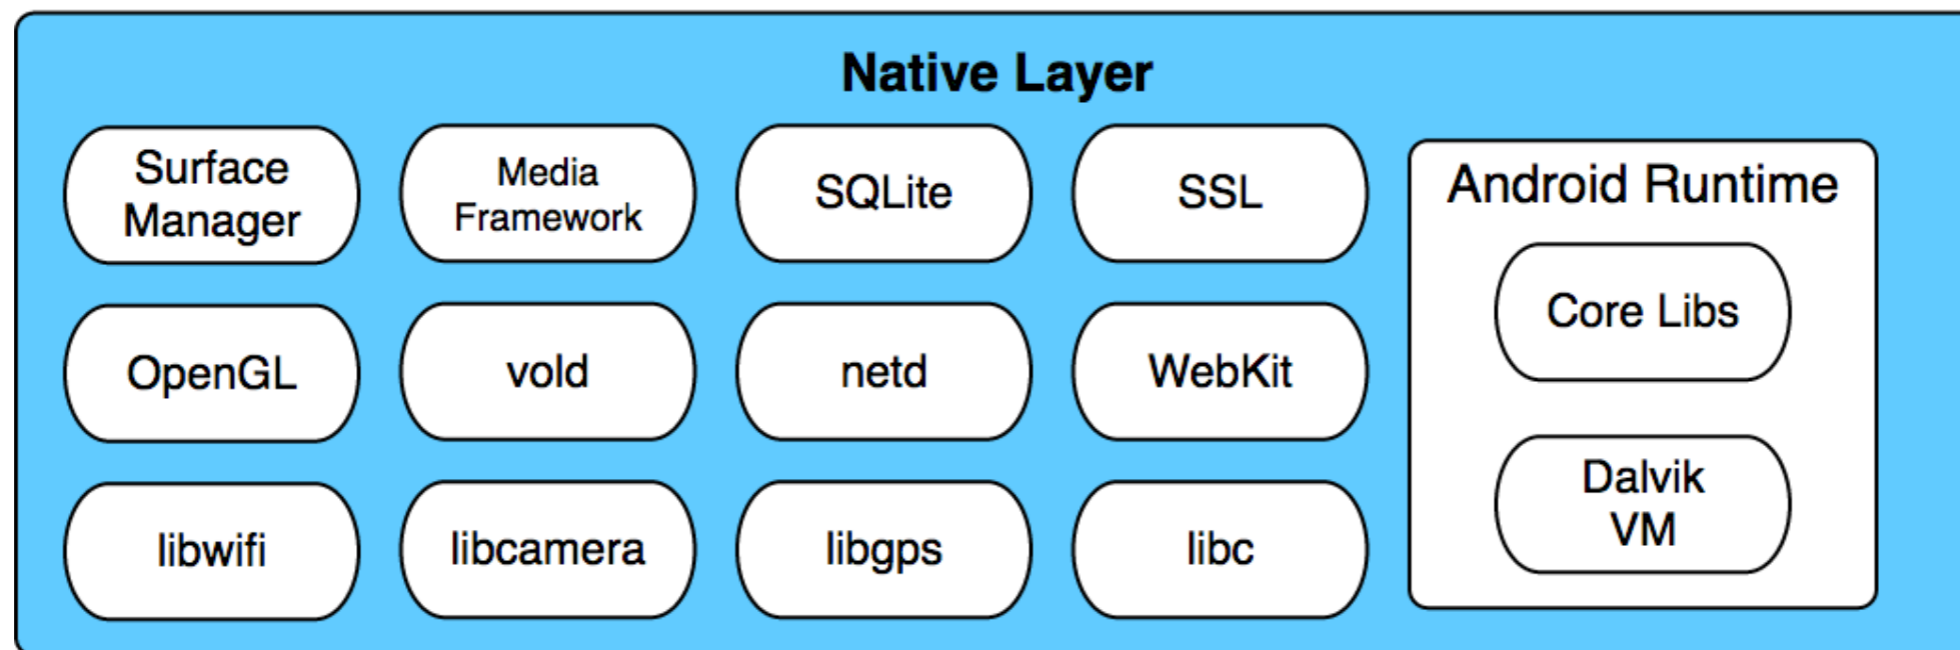 Native Layer
Surface
Manager
Media
Framework
SQLite
SSL
Android Runtime
Core Libs
OpenGL
vold
netd
WebKit
Dalvik
VM
libwifi
libcamera
libgps
libc